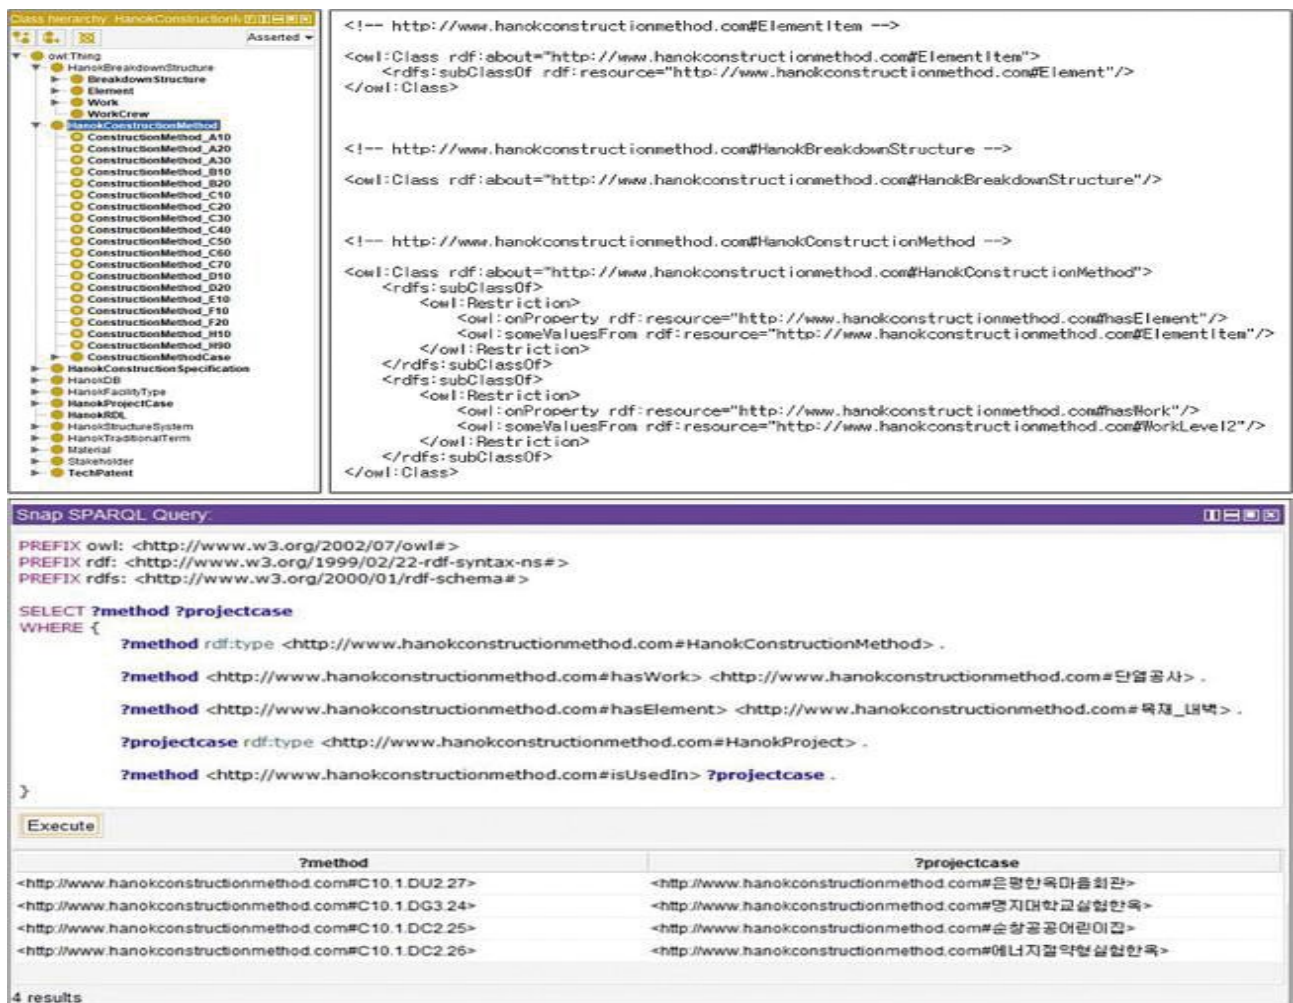 Class hierarchy: HanokConstructionM
Asserted
owl:Thing
HanokBreakdownStructure
BreakdownStructure
Element
Work
WorkCrew
HanokConstructionMethod
ConstructionMethod_A10
ConstructionMethod_A20
ConstructionMethod_A30
ConstructionMethod_B10
ConstructionMethod_B20
ConstructionMethod_C10
ConstructionMethod_C20
ConstructionMethod_C30
ConstructionMethod_C40
ConstructionMethod_C50
ConstructionMethod_C60
ConstructionMethod_C70
ConstructionMethod_D10
ConstructionMethod_D20
ConstructionMethod_E10
ConstructionMethod_F10
ConstructionMethod_F20
ConstructionMethod_H10
ConstructionMethod_H90
ConstructionMethodCase
HanokConstructionSpecification
HanokDB
HanokFacilityType
HanokProjectCase
HanokRDL
HanokStructureSystem
HanokTraditionalTerm
Material
Stakeholder
TechPatent
<!-- http://www.hanokconstructionmethod.com#ElementItem -->
<owl:Class rdf:about="http://www.hanokconstructionmethod.com#ElementItem">
<rdfs:subClassOf rdf:resource="http://www.hanokconstructionmethod.com#Element"/>
</owl:Class>
<!-- http://www.hanokconstructionmethod.com#HanokBreakdownStructure -->
<owl:Class rdf:about="http://www.hanokconstructionmethod.com#HanokBreakdownStructure"/>
<!-- http://www.hanokconstructionmethod.com#HanokConstructionMethod -->
<owl:Class rdf:about="http://www.hanokconstructionmethod.com#HanokConstructionMethod">
<rdfs:subClassOf>
<owl:Restriction>
<owl:onProperty rdf:resource="http://www.hanokconstructionmethod.com#hasElement"/>
<owl:someValuesFrom rdf:resource="http://www.hanokconstructionmethod.com#ElementItem"/>
</owl:Restriction>
</rdfs:subClassOf>
<rdfs:subClassOf>
<owl:Restriction>
<owl:onProperty rdf:resource="http://www.hanokconstructionmethod.com#hasWork"/>
<owl:someValuesFrom rdf:resource="http://www.hanokconstructionmethod.com#WorkLevel2"/>
</owl:Restriction>
</rdfs:subClassOf>
</owl:Class>
Snap SPARQL Query:
PREFIX owl: <http://www.w3.org/2002/07/owl#>
PREFIX rdf: <http://www.w3.org/1999/02/22-rdf-syntax-ns#>
PREFIX rdfs: <http://www.w3.org/2000/01/rdf-schema#>
SELECT ?method ?projectcase
WHERE {
?method rdf:type <http://www.hanokconstructionmethod.com#HanokConstructionMethod> .
?method <http://www.hanokconstructionmethod.com#hasWork> <http://www.hanokconstructionmethod.com#단열공사> .
?method <http://www.hanokconstructionmethod.com#hasElement> <http://www.hanokconstructionmethod.com#목재_내벽> .
?projectcase rdf:type <http://www.hanokconstructionmethod.com#HanokProject> .
?method <http://www.hanokconstructionmethod.com#isUsedIn> ?projectcase .
}
Execute
?method ?projectcase
<http://www.hanokconstructionmethod.com#C10.1.DU2.27> <http://www.hanokconstructionmethod.com#은평한옥마을회관>
<http://www.hanokconstructionmethod.com#C10.1.DG3.24> <http://www.hanokconstructionmethod.com#명지대학교실험한옥>
<http://www.hanokconstructionmethod.com#C10.1.DC2.25> <http://www.hanokconstructionmethod.com#순창공공어린이집>
<http://www.hanokconstructionmethod.com#C10.1.DC2.26> <http://www.hanokconstructionmethod.com#에너지절약형실험한옥>
4 results